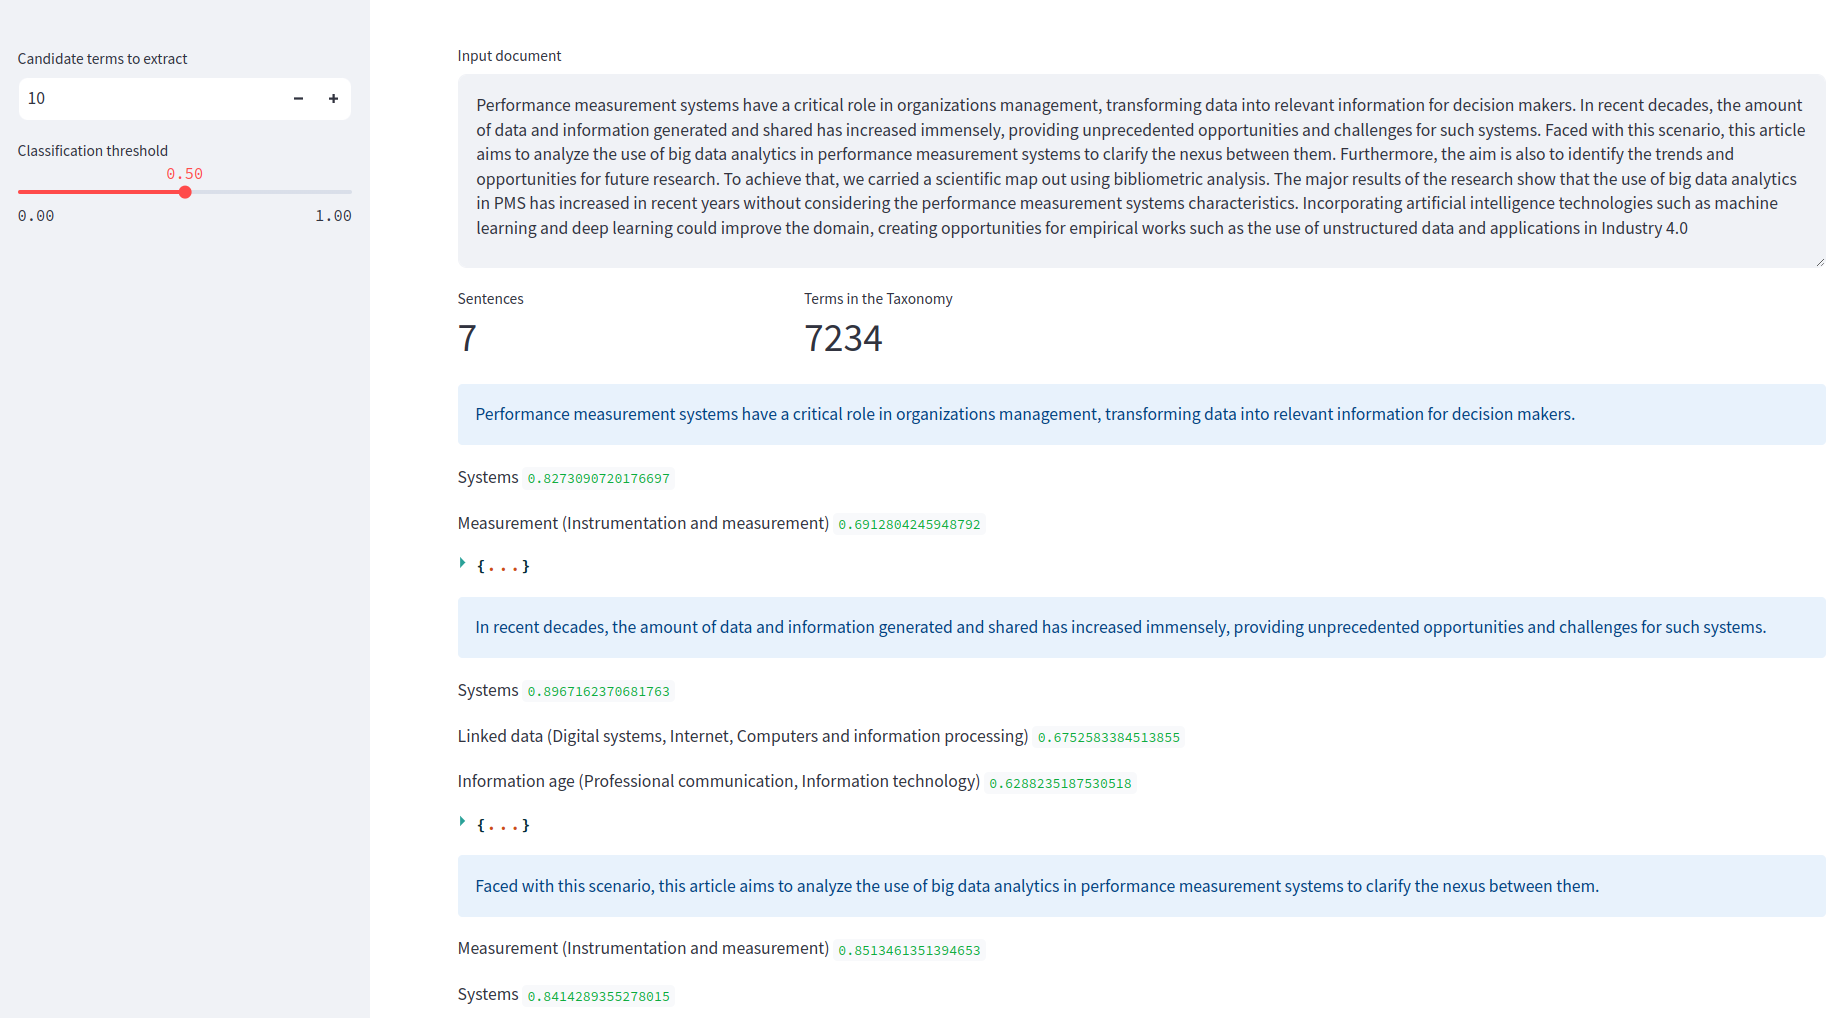 Candidate terms to extract
10
Classification threshold
0.50
0.00 1.00
Input document
Performance measurement systems have a critical role in organizations management, transforming data into relevant information for decision makers. In recent decades, the amount
of data and information generated and shared has increased immensely, providing unprecedented opportunities and challenges for such systems. Faced with this scenario, this article
aims to analyze the use of big data analytics in performance measurement systems to clarify the nexus between them. Furthermore, the aim is also to identify the trends and
opportunities for future research. To achieve that, we carried a scientific map out using bibliometric analysis. The major results of the research show that the use of big data analytics
in PMS has increased in recent years without considering the performance measurement systems characteristics. Incorporating artificial intelligence technologies such as machine
learning and deep learning could improve the domain, creating opportunities for empirical works such as the use of unstructured data and applications in Industry 4.0
Sentences Terms in the Taxonomy
7 7234
Performance measurement systems have a critical role in organizations management, transforming data into relevant information for decision makers.
Systems 0.8273090720176697
Measurement (Instrumentation and measurement) 0.6912804245948792
{...}
In recent decades, the amount of data and information generated and shared has increased immensely, providing unprecedented opportunities and challenges for such systems.
Systems 0.8967162370681763
Linked data (Digital systems, Internet, Computers and information processing) 0.6752583384513855
Information age (Professional communication, Information technology) 0.6288235187530518
{...}
Faced with this scenario, this article aims to analyze the use of big data analytics in performance measurement systems to clarify the nexus between them.
Measurement (Instrumentation and measurement) 0.8513461351394653
Systems 0.8414289355278015